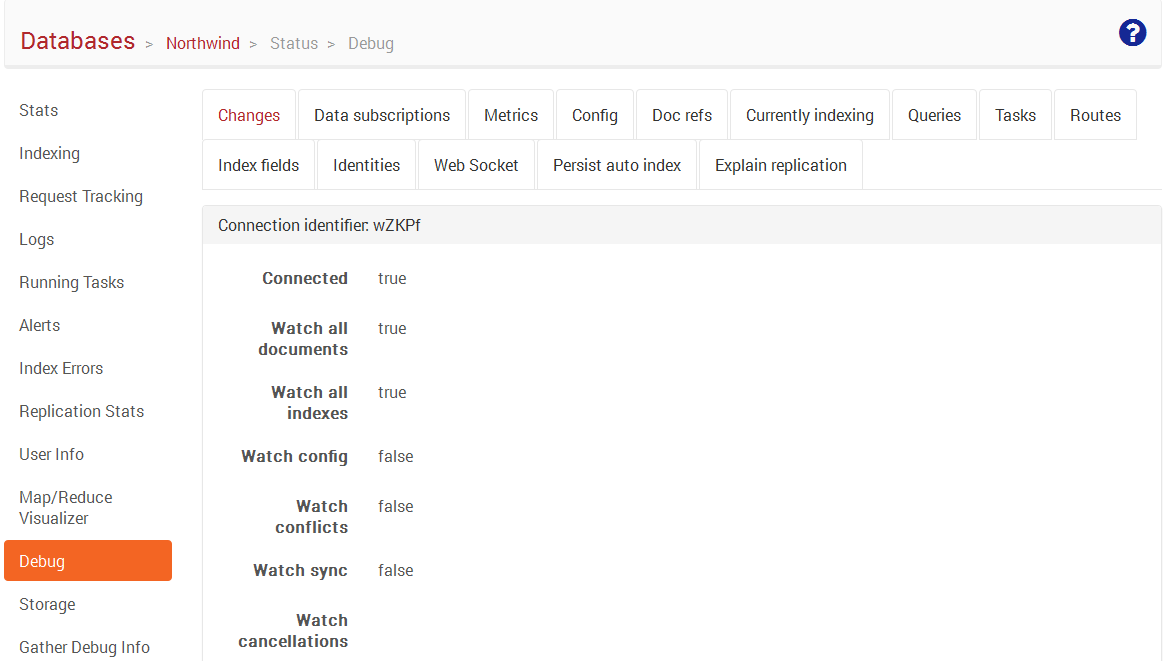 Databases > Northwind > Status > Debug
?
Stats
Indexing
Request Tracking
Logs
Running Tasks
Alerts
Index Errors
Replication Stats
User Info
Map/Reduce
Visualizer
Debug
Storage
Gather Debug Info
Changes Data subscriptions Metrics Config Doc refs Currently indexing Queries Tasks Routes
Index fields Identities Web Socket Persist auto index Explain replication
Connection identifier: wZKPf
Connected true
Watch all true
documents
Watch all true
indexes
Watch config false
Watch false
conflicts
Watch sync false
Watch
cancellations